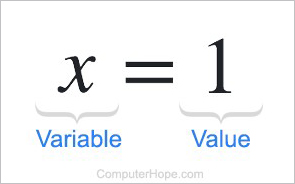 x = 1
Variable Value
ComputerHope.com